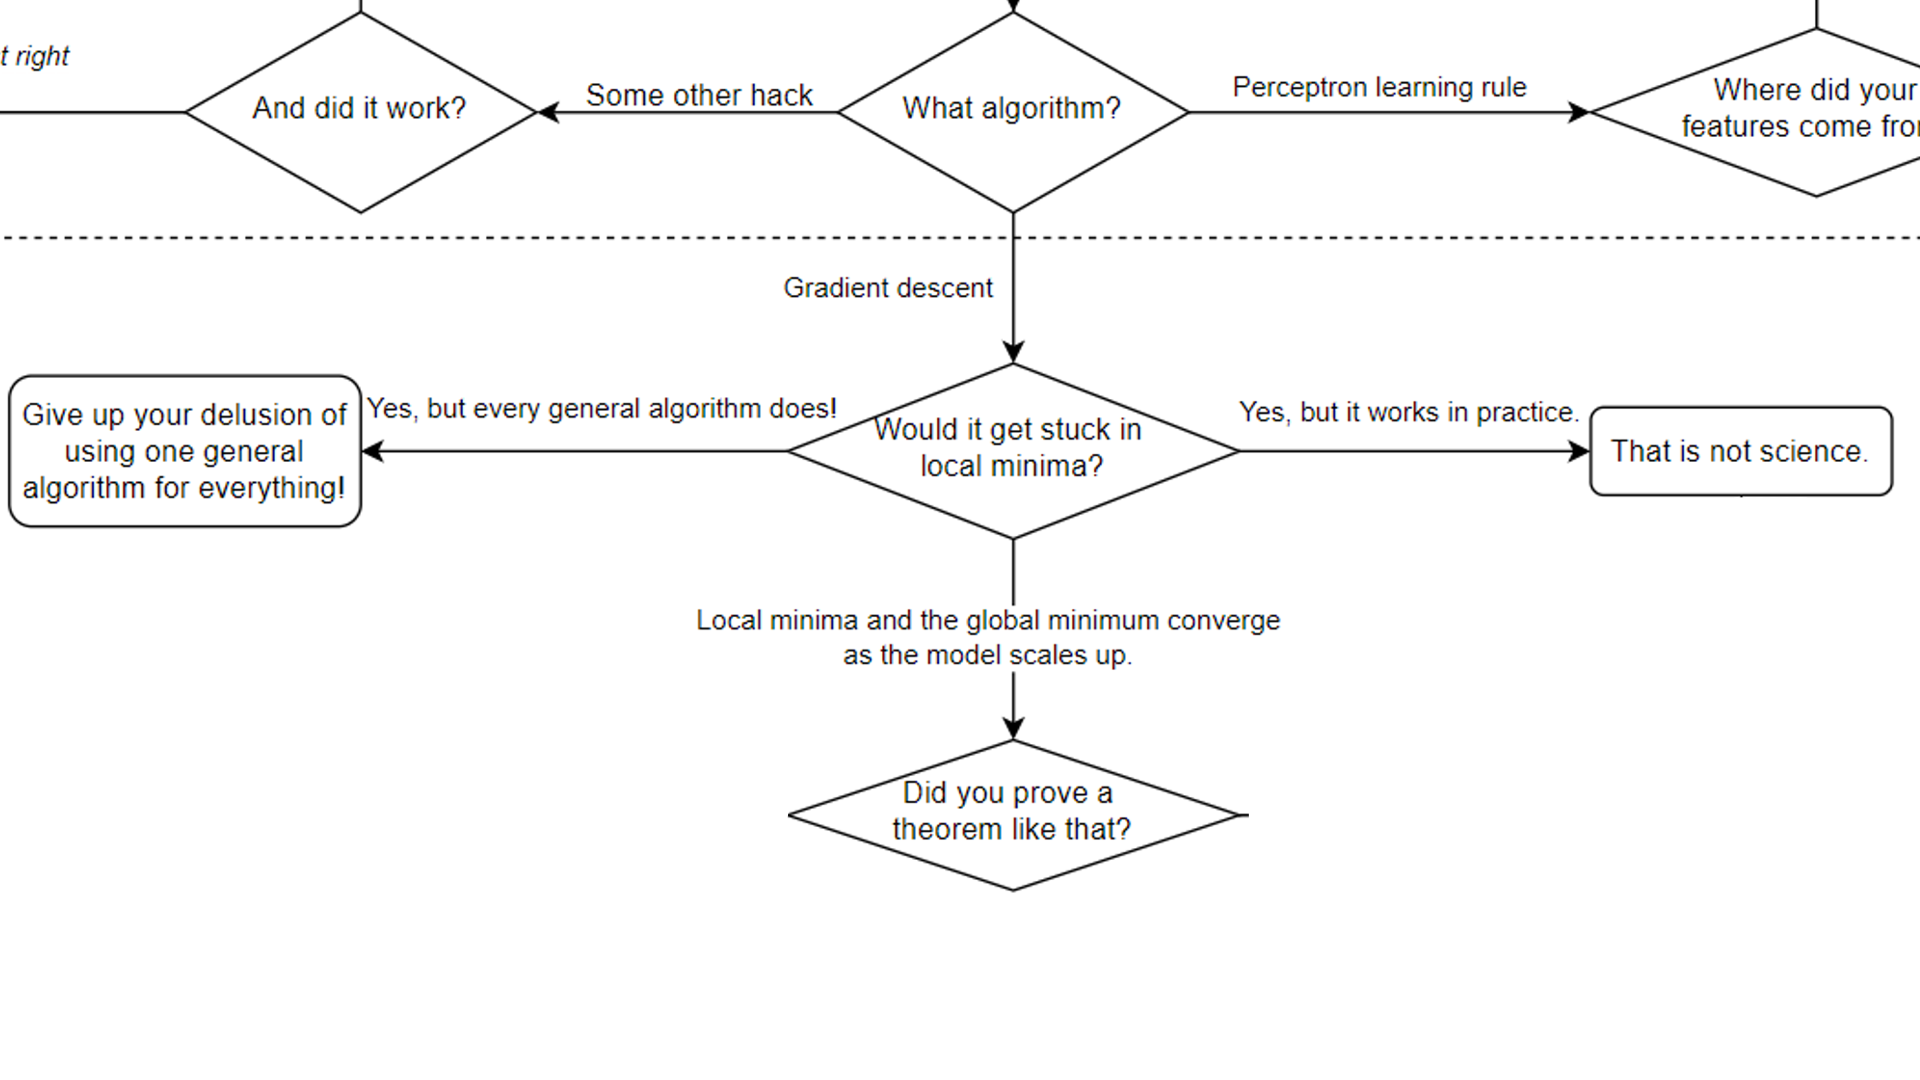 t right
And did it work?
Some other hack
What algorithm?
Perceptron learning rule
Where did your
features come
Gradient descent
Give up your delusion of
using one general
algorithm for everything!
Yes, but every general algorithm does!
Would it get stuck in
local minima?
Yes, but it works in practice.
That is not science.
Local minima and the global minimum converge
as the model scales up.
Did you prove a
theorem like that?